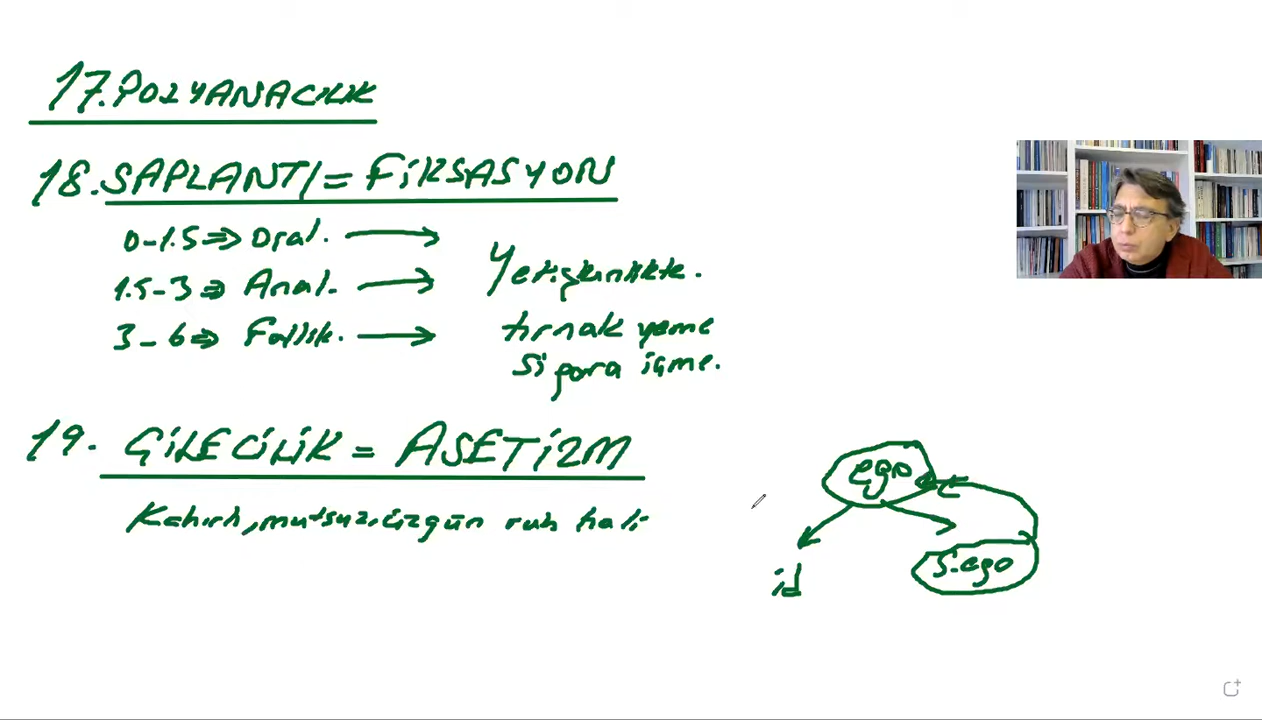 17. POLYANACILIK
18. SAPLANTI = FİKSASYON
0-1.5 ⇒ Oral. →
1.5-3 ⇒ Anal. →
3-6 ⇒ Fallik. →
Yetişkinlikte.
tırnak yeme
Sigara içme.
19. ÇİLECİLİK = ASETİZM
Kahırlı, mutsuz, üzgün ruh hali
ego
id
S.ego